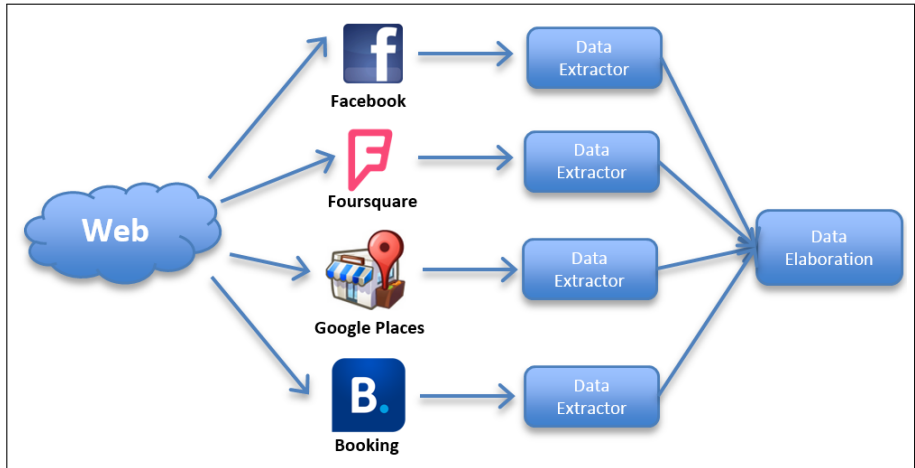 f
Data
Extractor
Facebook
F
Data
Extractor
Foursquare
Web
Data
Elaboration
Data
Extractor
Google Places
B.
Data
Extractor
Booking